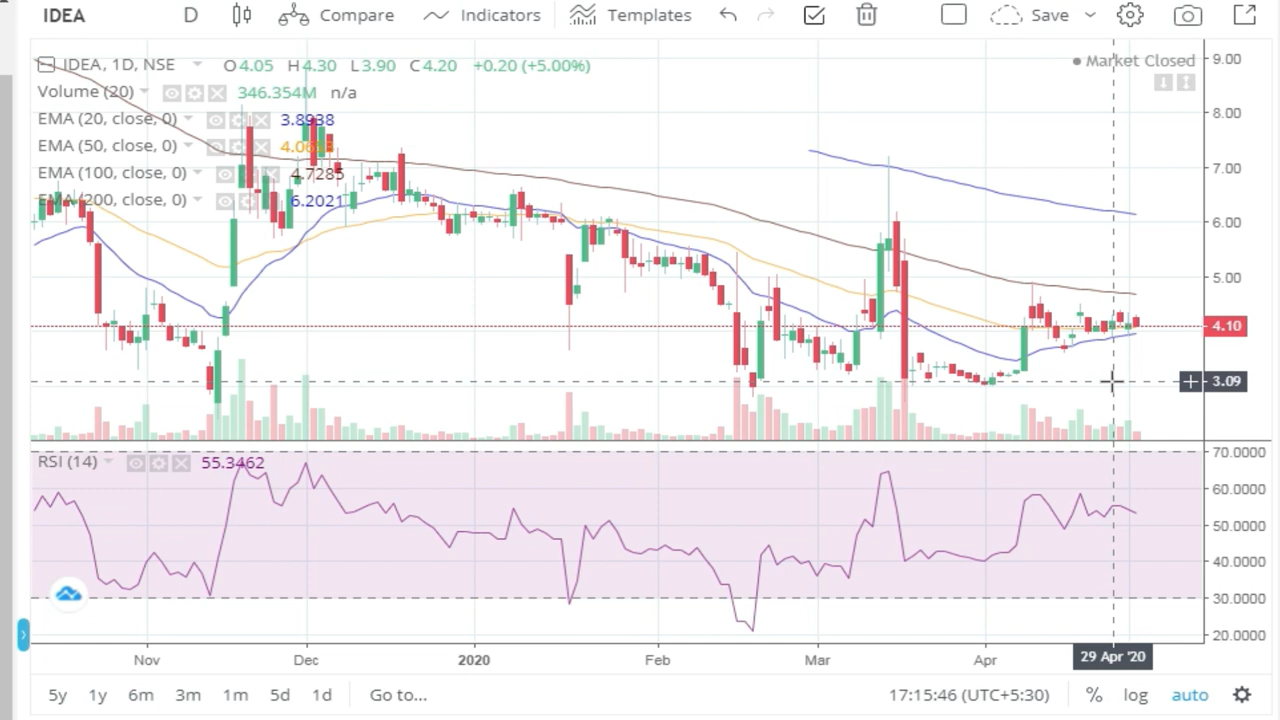 IDEA D Compare Indicators Templates Save
IDEA, 1D, NSE O4.05 H4.30 L3.90 C4.20 +0.20 (+5.00%)
Market Closed
Volume (20) 346.354M n/a
EMA (20, close, 0) 3.8938
EMA (50, close, 0)
EMA (100, close, 0) 4.7285
EMA (200, close, 0) 6.2021
9.00
8.00
7.00
6.00
5.00
4.10
3.09
RSI (14) 55.3462
70.0000
60.0000
50.0000
40.0000
30.0000
20.0000
Nov Dec 2020 Feb Mar Apr 29 Apr '20
5y 1y 6m 3m 1m 5d 1d Go to... 17:15:46 (UTC+5:30) % log auto